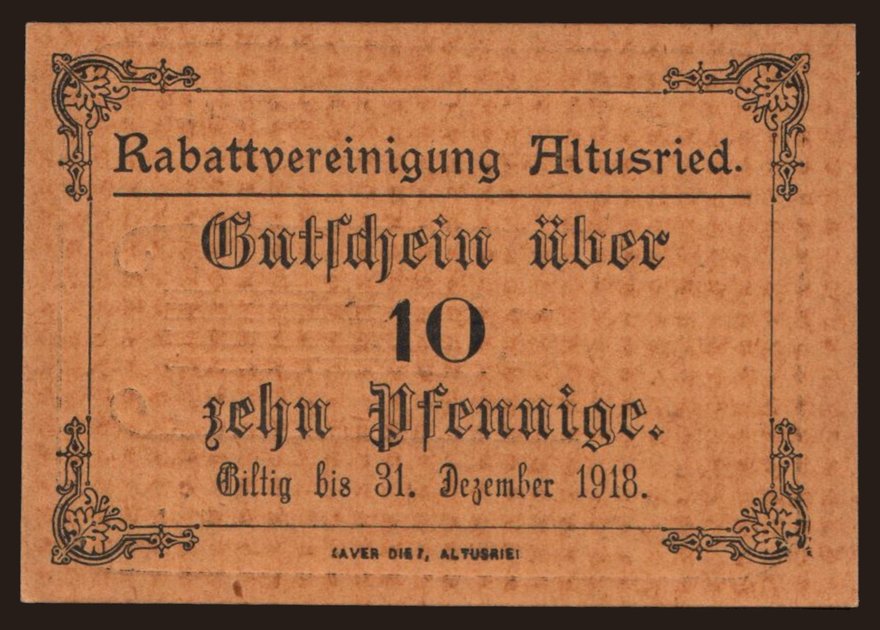 Rabattvereinigung Altusried.
Gutschein über
10
zehn Pfennige.
Giltig bis 31. Dezember 1918.